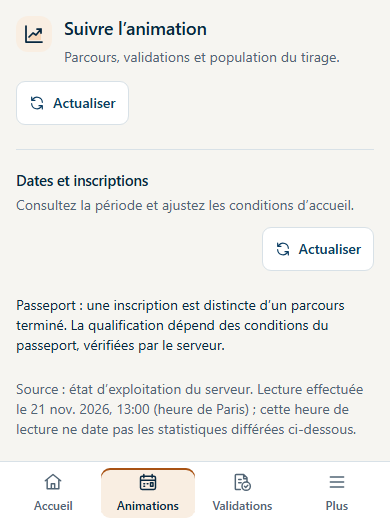 Suivre l’animation
Parcours, validations et population du tirage.
Actualiser
Dates et inscriptions
Consultez la période et ajustez les conditions d’accueil.
Actualiser
Passeport : une inscription est distincte d’un parcours
terminé. La qualification dépend des conditions du
passeport, vérifiées par le serveur.
Source : état d’exploitation du serveur. Lecture effectuée
le 21 nov. 2026, 13:00 (heure de Paris) ; cette heure de
lecture ne date pas les statistiques différées ci-dessous.
Accueil
Animations
Validations
Plus